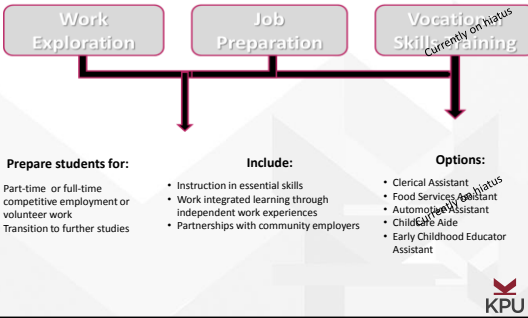 Work
Exploration
Job
Preparation
Vocational
Skills Training
Currently on hiatus
Prepare students for:
Part-time or full-time
competitive employment or
volunteer work
Transition to further studies
Include:
• Instruction in essential skills
• Work integrated learning through
independent work experiences
• Partnerships with community employers
Options:
• Clerical Assistant
• Food Services Assistant
• Automotive Assistant
• Childcare Aide
• Early Childhood Educator
Assistant
Currently on hiatus
KPU